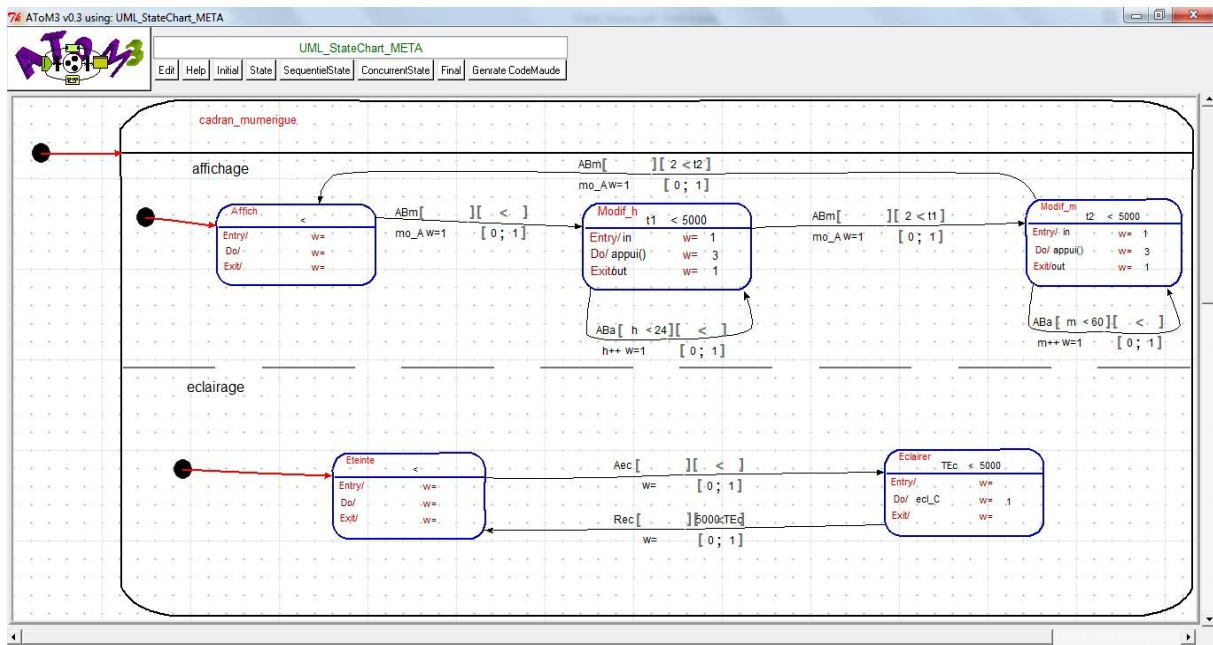 AToM3 v0.3 using: UML_StateChart_META
ATOM3
UML_StateChart_META
Edit Help Initial State SequentielState ConcurrentState Final Genrate CodeMaude
cadran_mumerigue
affichage
ABm[ ][ 2 < t2 ]
mo_A w=1 [ 0 ; 1 ]
Affich
<
Entry/ w=
Do/ w=
Exit/ w=
ABm[ ][ < ]
mo_A w=1 [ 0 ; 1 ]
Modif_h
t1 < 5000
Entry/ in w= 1
Do/ appui() w= 3
Exit/out w= 1
ABm[ ][ 2 < t1 ]
mo_A w=1 [ 0 ; 1 ]
Modif_m
t2 < 5000
Entry/ in w= 1
Do/ appui() w= 3
Exit/out w= 1
ABa [ h < 24 ][ < ]
h++ w=1 [ 0 ; 1 ]
ABa [ m < 60 ][ < ]
m++ w=1 [ 0 ; 1 ]
eclairage
Eteinte
<
Entry/ w=
Do/ w=
Exit/ w=
Aec [ ][ < ]
w= [ 0 ; 1 ]
Rec [ ][5000<TEc]
w= [ 0 ; 1 ]
Eclairer
TEc < 5000
Entry/ w=
Do/ ecl_C w= 1
Exit/ w=